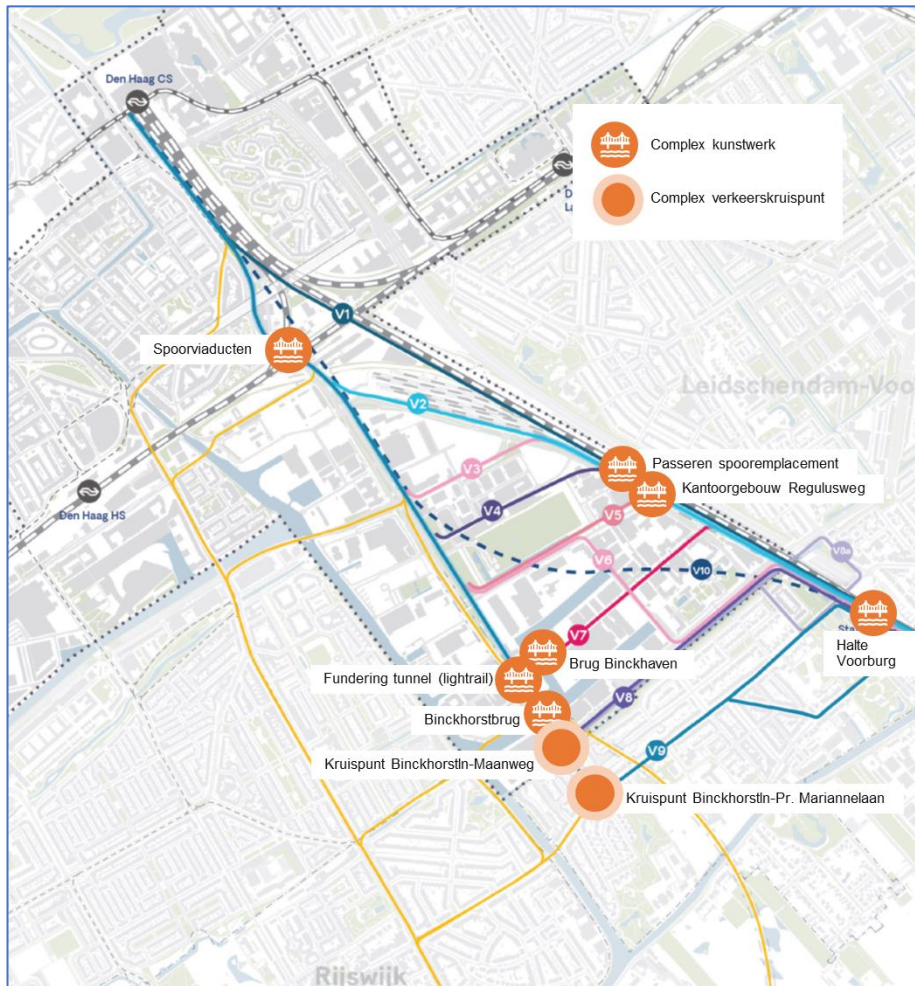 Den Haag CS
Complex kunstwerk
Complex verkeerskruispunt
V1
Spoorviaducten
Leidschendam-Voo
V2
V3
Passeren spooremplacement
Kantoorgebouw Regulusweg
Den Haag HS
V4
V5
V6
V8a
V10
V7
Brug Binckhaven
Halte
Voorburg
Fundering tunnel (lightrail)
V8
Binckhorstbrug
V9
Kruispunt Binckhorstln-Maanweg
Kruispunt Binckhorstln-Pr. Mariannelaan
Rijswijk